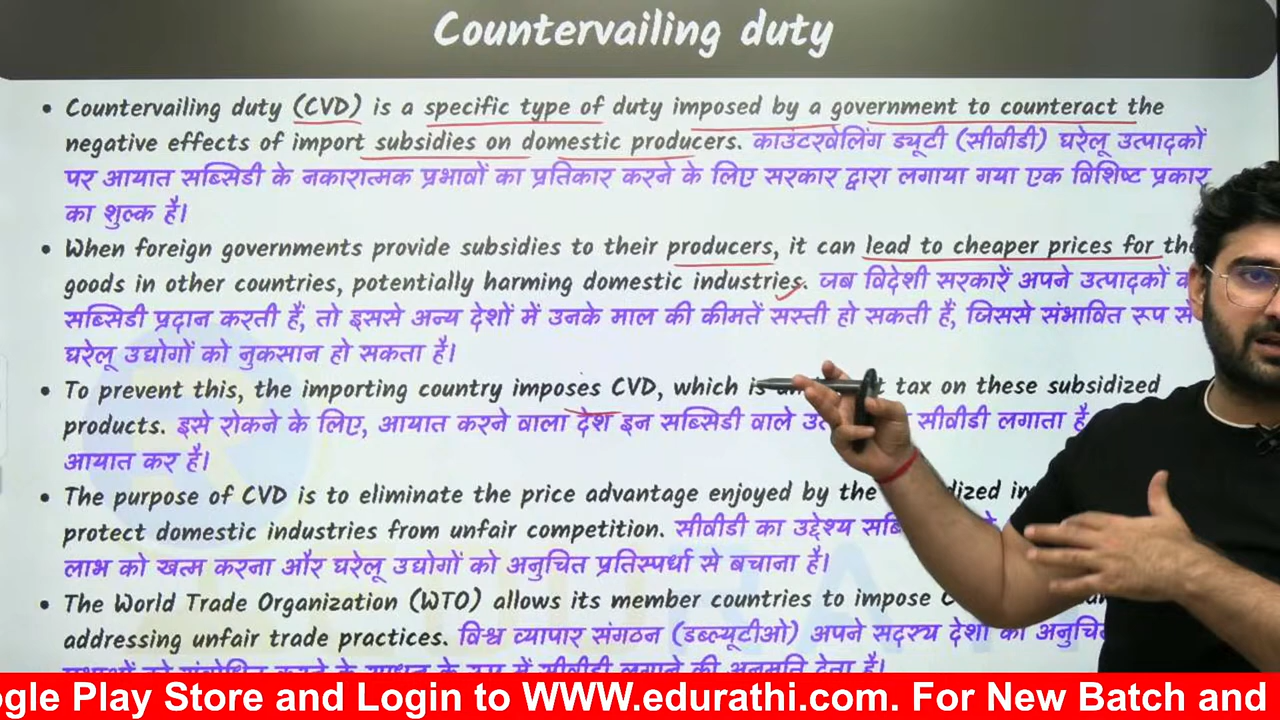 Countervailing duty
• Countervailing duty (CVD) is a specific type of duty imposed by a government to counteract the
negative effects of import subsidies on domestic producers. काउंटरवेलिंग ड्यूटी (सीवीडी) घरेलू उत्पादकों
पर आयात सब्सिडी के नकारात्मक प्रभावों का प्रतिकार करने के लिए सरकार द्वारा लगाया गया एक विशिष्ट प्रकार
का शुल्क है।
• When foreign governments provide subsidies to their producers, it can lead to cheaper prices for the
goods in other countries, potentially harming domestic industries. जब विदेशी सरकारें अपने उत्पादकों
सब्सिडी प्रदान करती हैं, तो इससे अन्य देशों में उनके माल की कीमतें सस्ती हो सकती हैं, जिससे संभावित रूप से
घरेलू उद्योगों को नुकसान हो सकता है।
• To prevent this, the importing country imposes CVD, which is tax on these subsidized
products. इसे रोकने के लिए, आयात करने वाला देश इन सब्सिडी वाले सीवीडी लगाता है
आयात कर है।
• The purpose of CVD is to eliminate the price advantage enjoyed by the
protect domestic industries from unfair competition. सीवीडी का उद्देश्य
लाभ को खत्म करना और घरेलू उद्योगों को अनुचित प्रतिस्पर्धा से बचाना है।
• The World Trade Organization (WTO) allows its member countries to impose
addressing unfair trade practices. विश्व व्यापार संगठन (डब्ल्यूटीओ) अपने सदस्य देशों को
के रूप में सीवीडी लगाने की अनुमति देता है।
ogle Play Store and Login to WWW.edurathi.com. For New Batch and